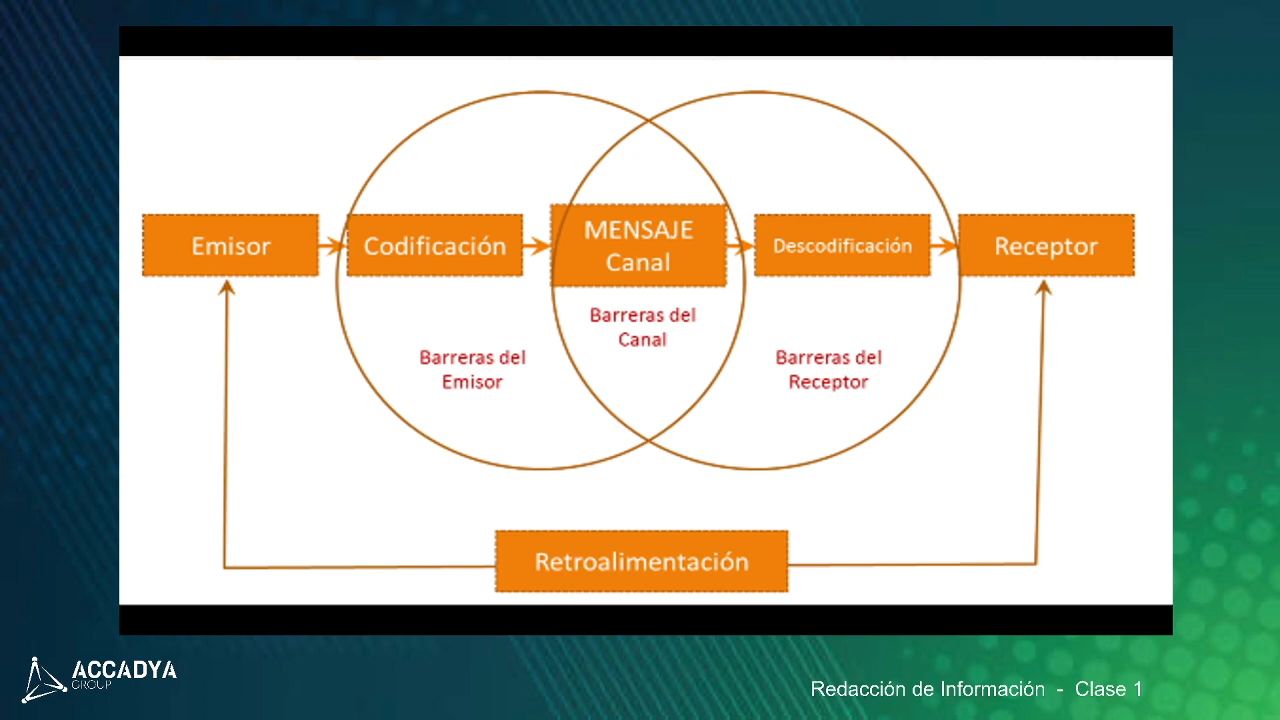 Emisor
Codificación
MENSAJE
Canal
Descodificación
Receptor
Barreras del
Canal
Barreras del
Emisor
Barreras del
Receptor
Retroalimentación
ACCADYA
GROUP
Redacción de Información - Clase 1